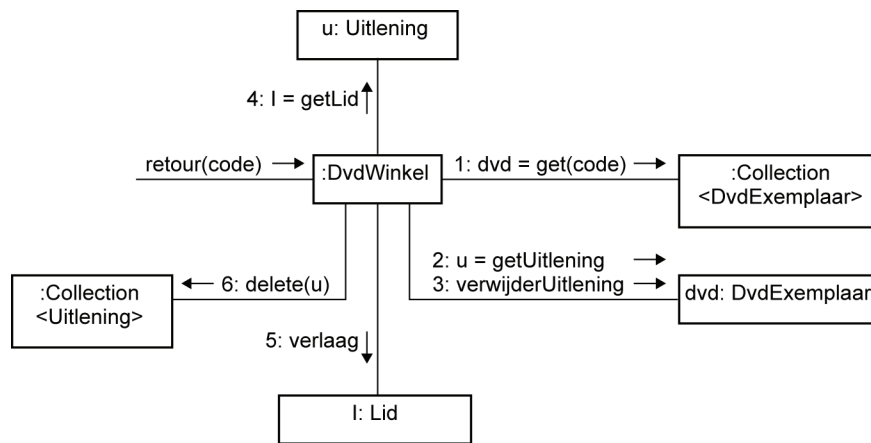 u: Uitlening
4: l = getLid
retour(code)
:DvdWinkel
1: dvd = get(code)
:Collection
<DvdExemplaar>
2: u = getUitlening
3: verwijderUitlening
dvd: DvdExemplaar
:Collection
<Uitlening>
6: delete(u)
5: verlaag
l: Lid